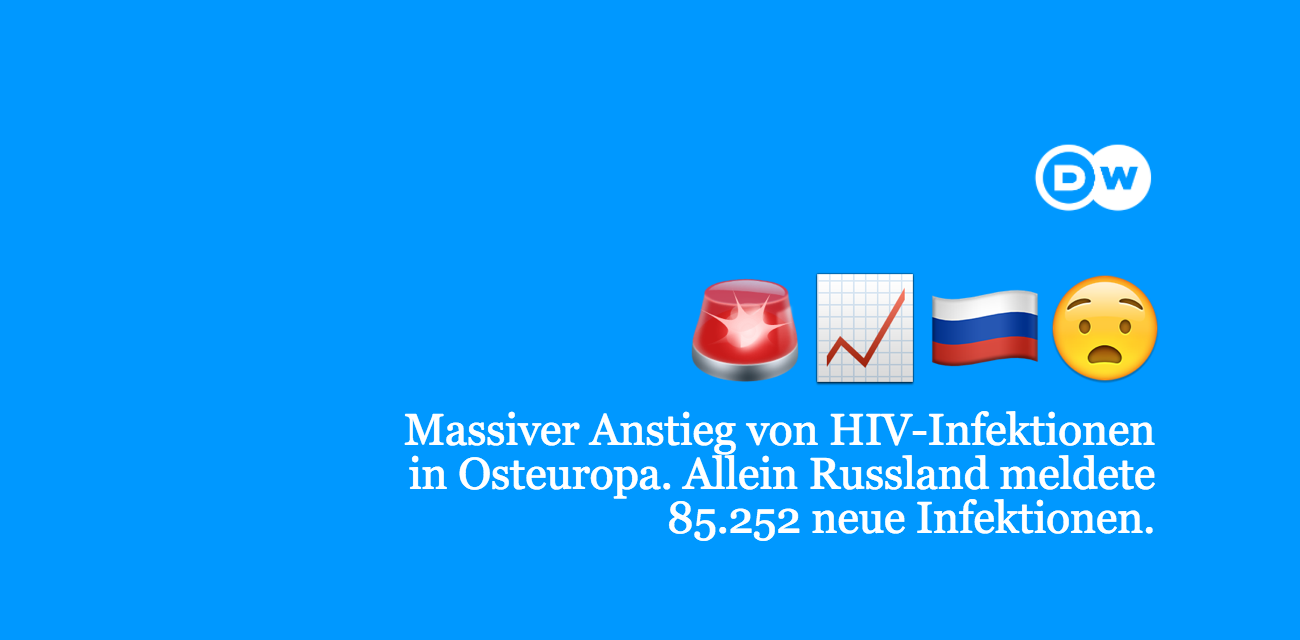 DW
Massiver Anstieg von HIV-Infektionen
in Osteuropa. Allein Russland meldete
85.252 neue Infektionen.